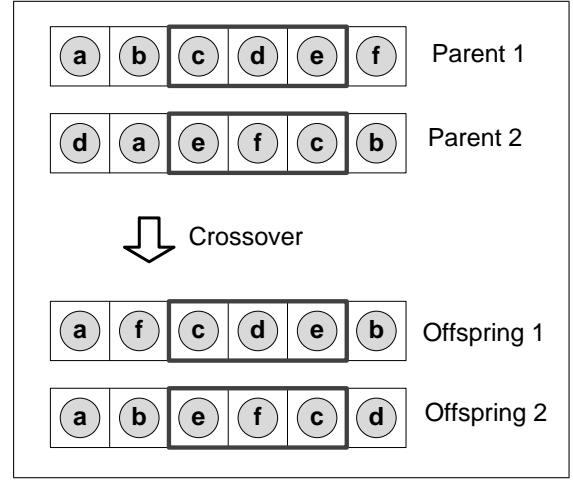 a b c d e f Parent 1
d a e f c b Parent 2
Crossover
a f c d e b Offspring 1
a b e f c d Offspring 2